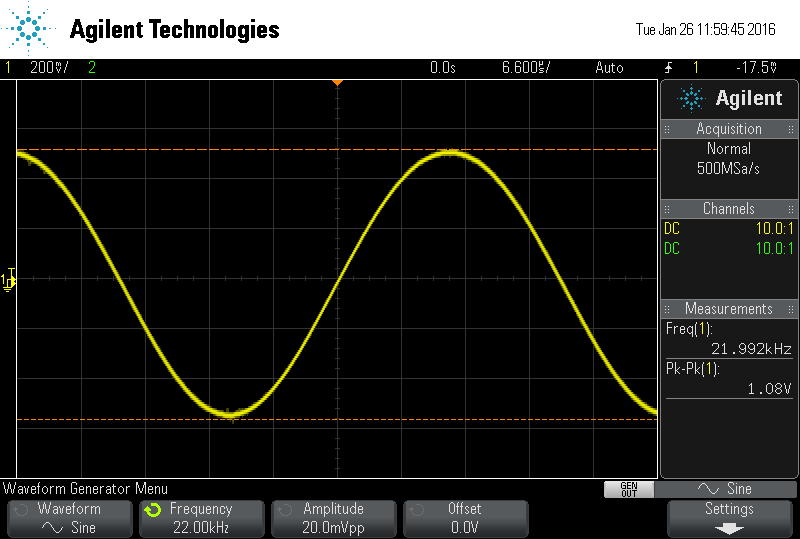 Agilent Technologies
Tue Jan 26 11:59:45 2016
1 200mV/ 2 0.0s 6.600us/ Auto 1 -17.5mV
Agilent
Acquisition
Normal
500MSa/s
Channels
DC 10.0:1
DC 10.0:1
Measurements
Freq(1):
21.992kHz
Pk-Pk(1):
1.08V
T
1
Waveform Generator Menu
GEN OUT
Sine
Waveform
Sine
Frequency
22.00kHz
Amplitude
20.0mVpp
Offset
0.0V
Settings